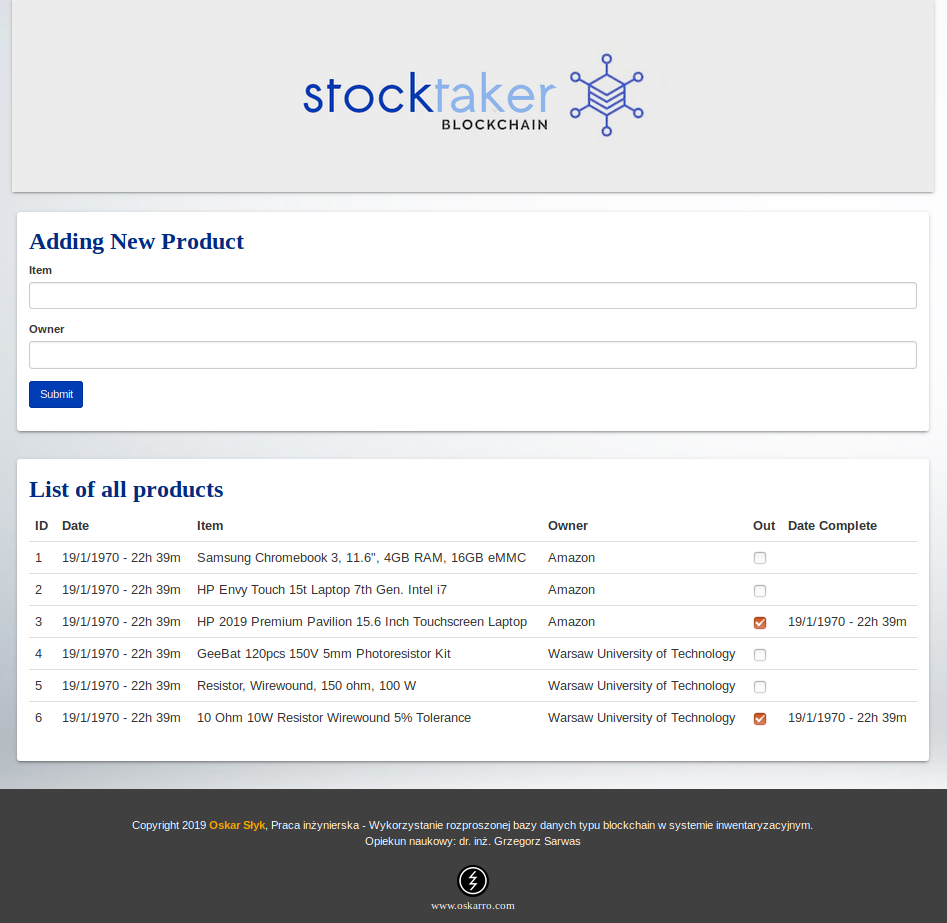 stocktaker
BLOCKCHAIN
Adding New Product
Item
Owner
Submit
List of all products
ID Date Item Owner Out Date Complete
1 19/1/1970 - 22h 39m Samsung Chromebook 3, 11.6", 4GB RAM, 16GB eMMC Amazon
2 19/1/1970 - 22h 39m HP Envy Touch 15t Laptop 7th Gen. Intel i7 Amazon
3 19/1/1970 - 22h 39m HP 2019 Premium Pavilion 15.6 Inch Touchscreen Laptop Amazon 19/1/1970 - 22h 39m
4 19/1/1970 - 22h 39m GeeBat 120pcs 150V 5mm Photoresistor Kit Warsaw University of Technology
5 19/1/1970 - 22h 39m Resistor, Wirewound, 150 ohm, 100 W Warsaw University of Technology
6 19/1/1970 - 22h 39m 10 Ohm 10W Resistor Wirewound 5% Tolerance Warsaw University of Technology 19/1/1970 - 22h 39m
Copyright 2019 Oskar Słyk, Praca inżynierska - Wykorzystanie rozproszonej bazy danych typu blockchain w systemie inwentaryzacyjnym.
Opiekun naukowy: dr. inż. Grzegorz Sarwas
www.oskarro.com